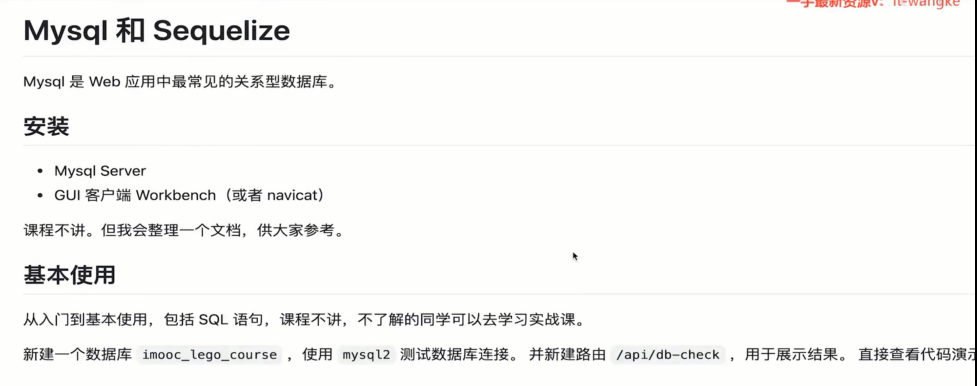 一手最新资源v：it-wangke
Mysql 和 Sequelize
Mysql 是 Web 应用中最常见的关系型数据库。
安装
• Mysql Server
• GUI 客户端 Workbench（或者 navicat）
课程不讲。但我会整理一个文档，供大家参考。
基本使用
从入门到基本使用，包括 SQL 语句，课程不讲，不了解的同学可以去学习实战课。
新建一个数据库 imooc_lego_course ，使用 mysql2 测试数据库连接。 并新建路由 /api/db-check ，用于展示结果。 直接查看代码演示